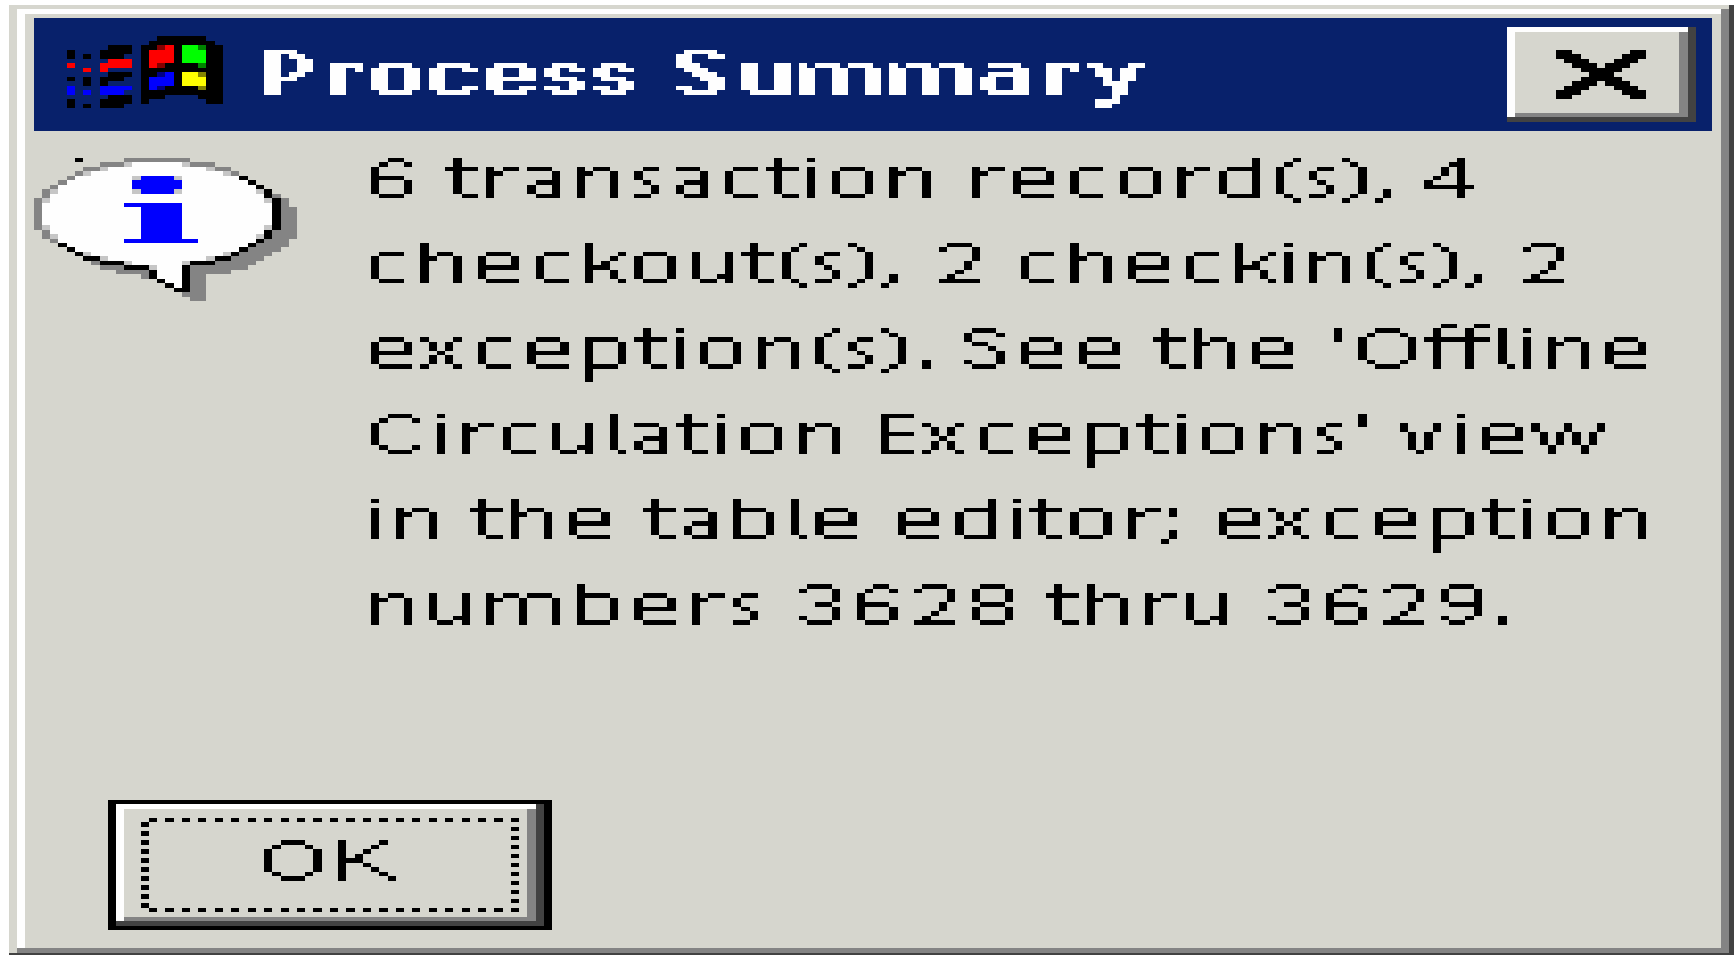 Process Summary
6 transaction record(s), 4
checkout(s), 2 checkin(s), 2
exception(s). See the 'Offline
Circulation Exceptions' view
in the table editor; exception
numbers 3628 thru 3629.
OK